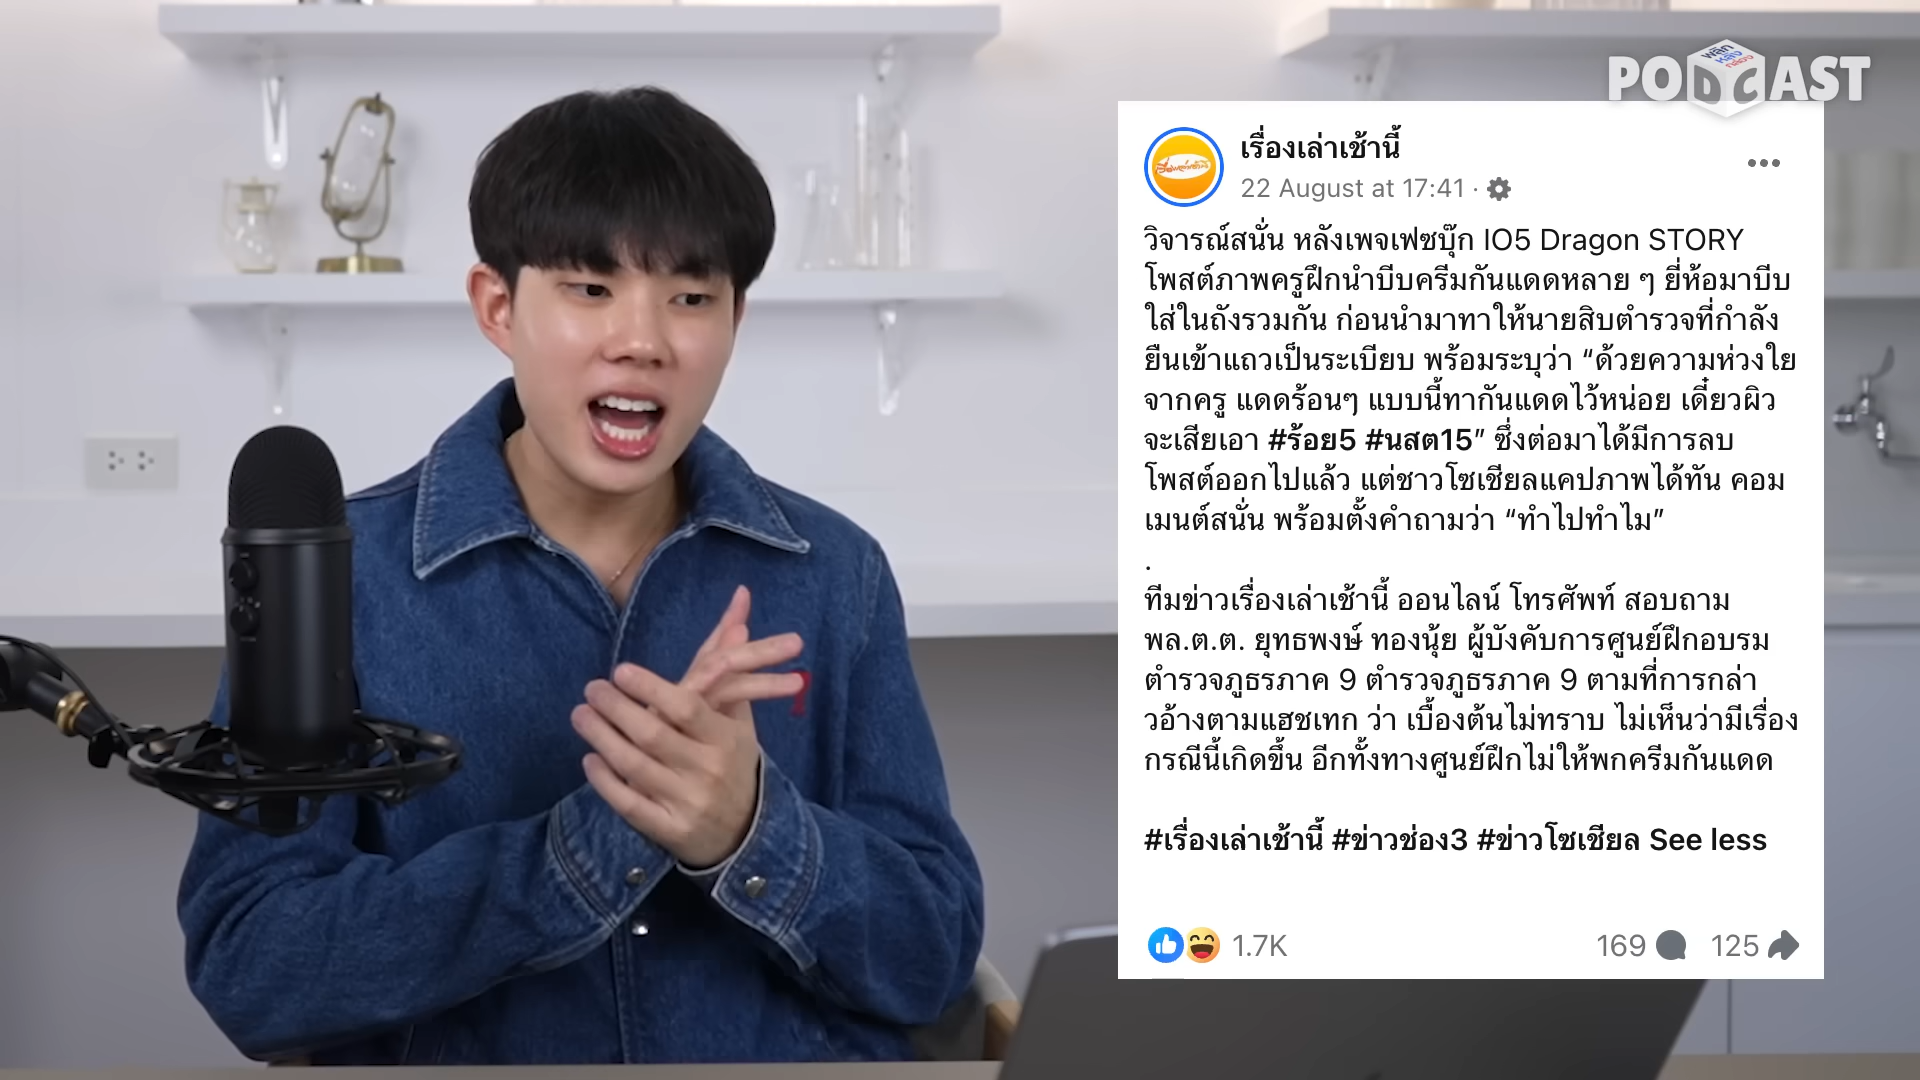 PODCAST
พลิก
หลัง
กล่อง
เรื่องเล่าเช้านี้
22 August at 17:41 ·
วิจารณ์สนั่น หลังเพจเฟซบุ๊ก IO5 Dragon STORY
โพสต์ภาพครูฝึกนำบีบครีมกันแดดหลาย ๆ ยี่ห้อมาบีบ
ใส่ในถังรวมกัน ก่อนนำมาทาให้นายสิบตำรวจที่กำลัง
ยืนเข้าแถวเป็นระเบียบ พร้อมระบุว่า “ด้วยความห่วงใย
จากครู แดดร้อนๆ แบบนี้ทากันแดดไว้หน่อย เดี๋ยวผิว
จะเสียเอา #ร้อย5 #นสต15” ซึ่งต่อมาได้มีการลบ
โพสต์ออกไปแล้ว แต่ชาวโซเชียลแคปภาพได้ทัน คอม
เมนต์สนั่น พร้อมตั้งคำถามว่า “ทำไปทำไม”
.
ทีมข่าวเรื่องเล่าเช้านี้ ออนไลน์ โทรศัพท์ สอบถาม
พล.ต.ต. ยุทธพงษ์ ทองนุ้ย ผู้บังคับการศูนย์ฝึกอบรม
ตำรวจภูธรภาค 9 ตำรวจภูธรภาค 9 ตามที่การกล่า
วอ้างตามแฮชเทก ว่า เบื้องต้นไม่ทราบ ไม่เห็นว่ามีเรื่อง
กรณีนี้เกิดขึ้น อีกทั้งทางศูนย์ฝึกไม่ให้พกครีมกันแดด
#เรื่องเล่าเช้านี้ #ข่าวช่อง3 #ข่าวโซเชียล See less
1.7K 169 125